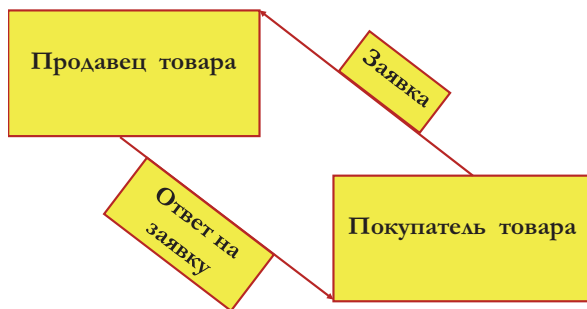 Продавец товара
Заявка
Ответ на
заявку
Покупатель товара